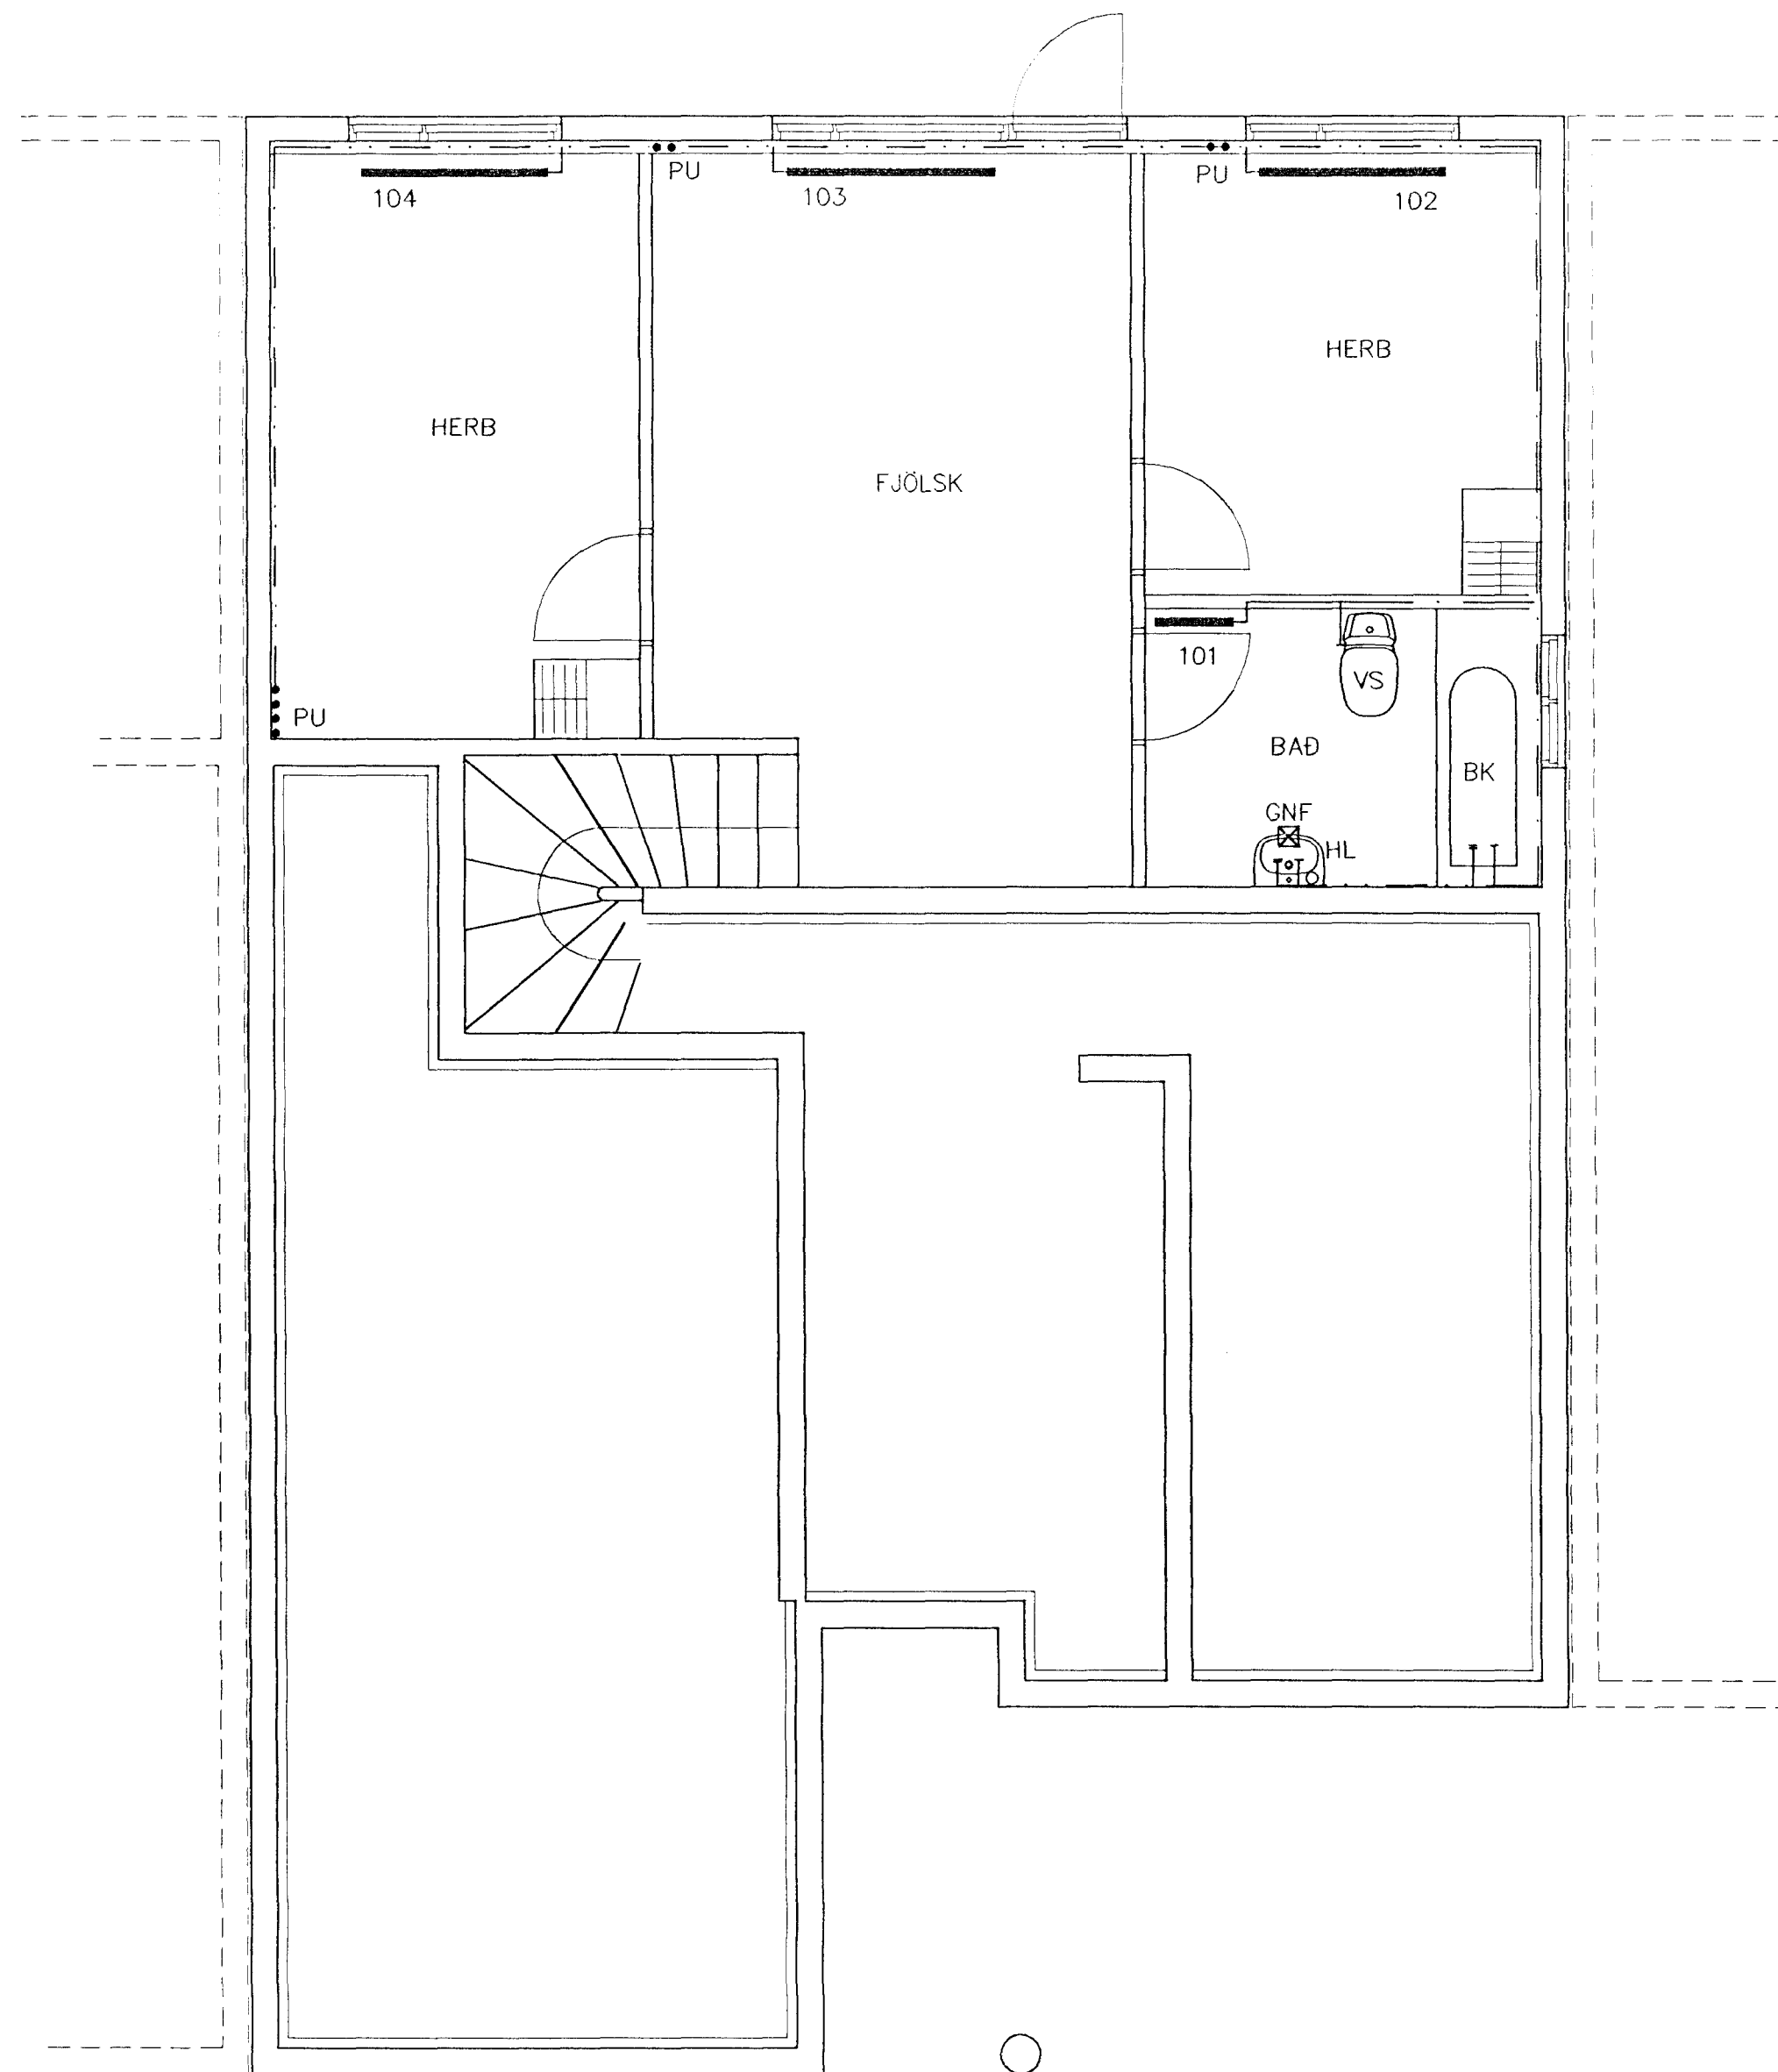 PU
PU
104
103
102
HERB
HERB
FJÖLSK
101
VS
PU
BAÐ
BK
GNF
HL